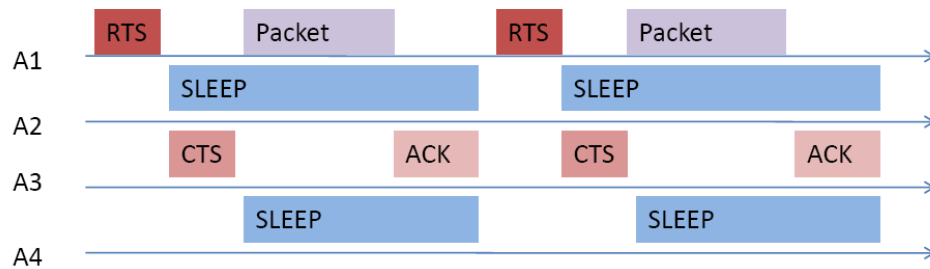 RTS Packet RTS Packet
A1
SLEEP SLEEP
A2
CTS ACK CTS ACK
A3
SLEEP SLEEP
A4